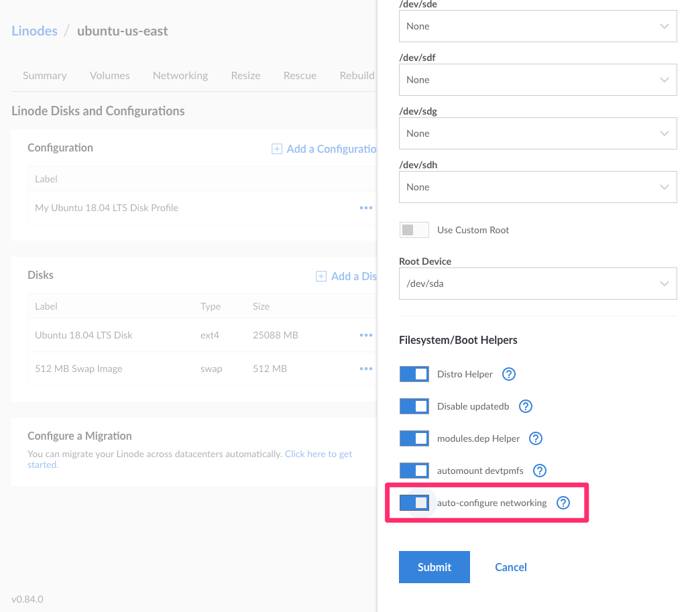 Linodes / ubuntu-us-east
Summary Volumes Networking Resize Rescue Rebuild
Linode Disks and Configurations
Configuration
Add a Configuratio
Label
My Ubuntu 18.04 LTS Disk Profile
Disks
Add a Dis
Label Type Size
Ubuntu 18.04 LTS Disk ext4 25088 MB
512 MB Swap Image swap 512 MB
Configure a Migration
You can migrate your Linode across datacenters automatically. Click here to get
started.
v0.84.0
/dev/sde
None
/dev/sdf
None
/dev/sdg
None
/dev/sdh
None
Use Custom Root
Root Device
/dev/sda
Filesystem/Boot Helpers
Distro Helper ?
Disable updatedb ?
modules.dep Helper ?
automount devtpmfs ?
auto-configure networking ?
Submit Cancel